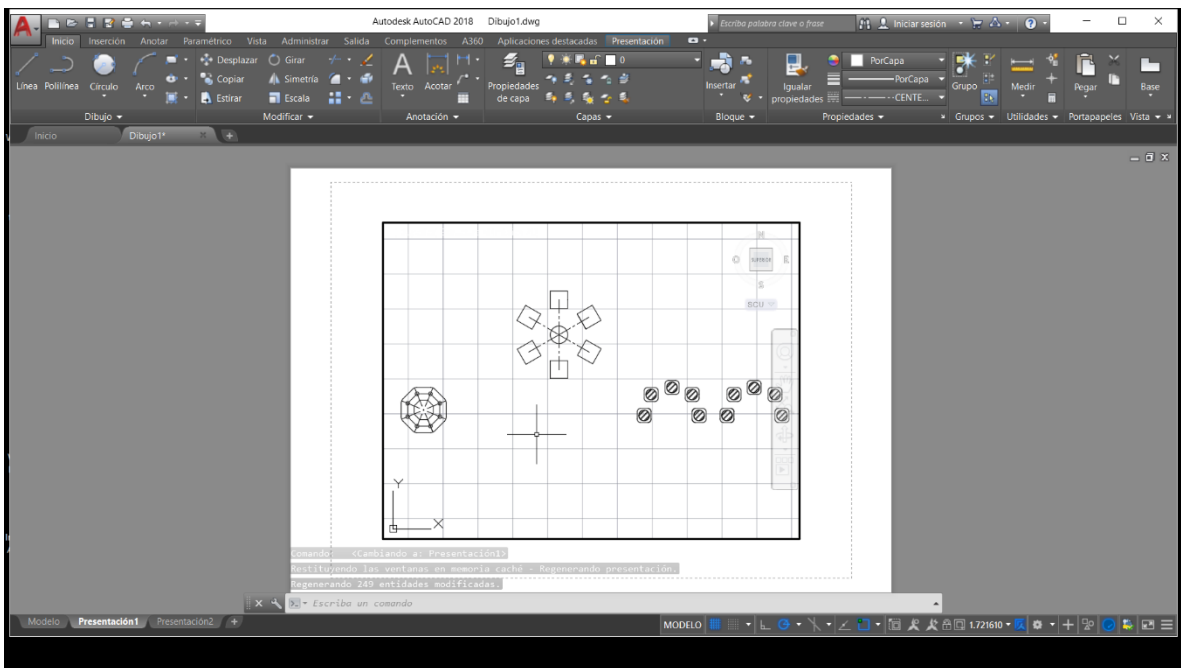 Autodesk AutoCAD 2018 Dibujo1.dwg
Escriba palabra clave o frase
Iniciar sesión
Inicio Inserción Anotar Paramétrico Vista Administrar Salida Complementos A360 Aplicaciones destacadas Presentación
Línea Polilínea Círculo Arco
Desplazar Girar
Copiar Simetría
Estirar Escala
Texto Acotar
Propiedades de capa
0
Insertar
Igualar propiedades
PorCapa
PorCapa
CENTE...
Grupo
Medir
Pegar
Base
Dibujo Modificar Anotación Capas Bloque Propiedades Grupos Utilidades Portapapeles Vista
Inicio Dibujo1*
SUPERIOR
O E
S
SCU
Y
X
Comando: <Cambiando a: Presentación1>
Restituyendo las ventanas en memoria caché - Regenerando presentación.
Regenerando 249 entidades modificadas.
Escriba un comando
Modelo Presentación1 Presentación2 +
MODELO
1.721610